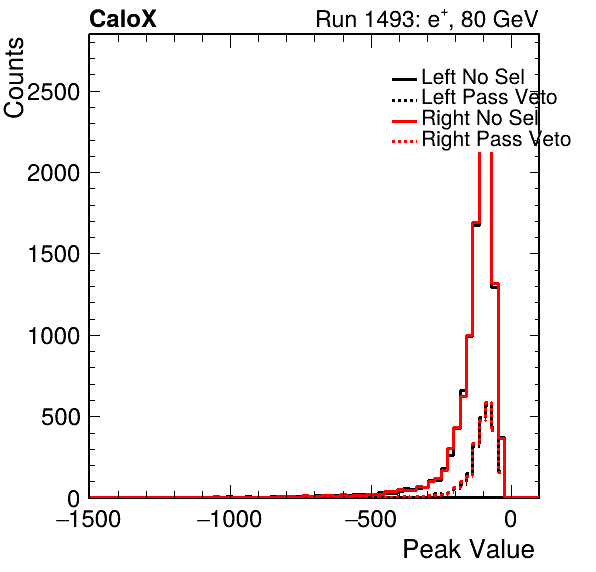 CaloX Run 1493: e⁺, 80 GeV
Counts
Left No Sel
Left Pass Veto
Right No Sel
Right Pass Veto
2500
2000
1500
1000
500
0
−1500 −1000 −500 0
Peak Value